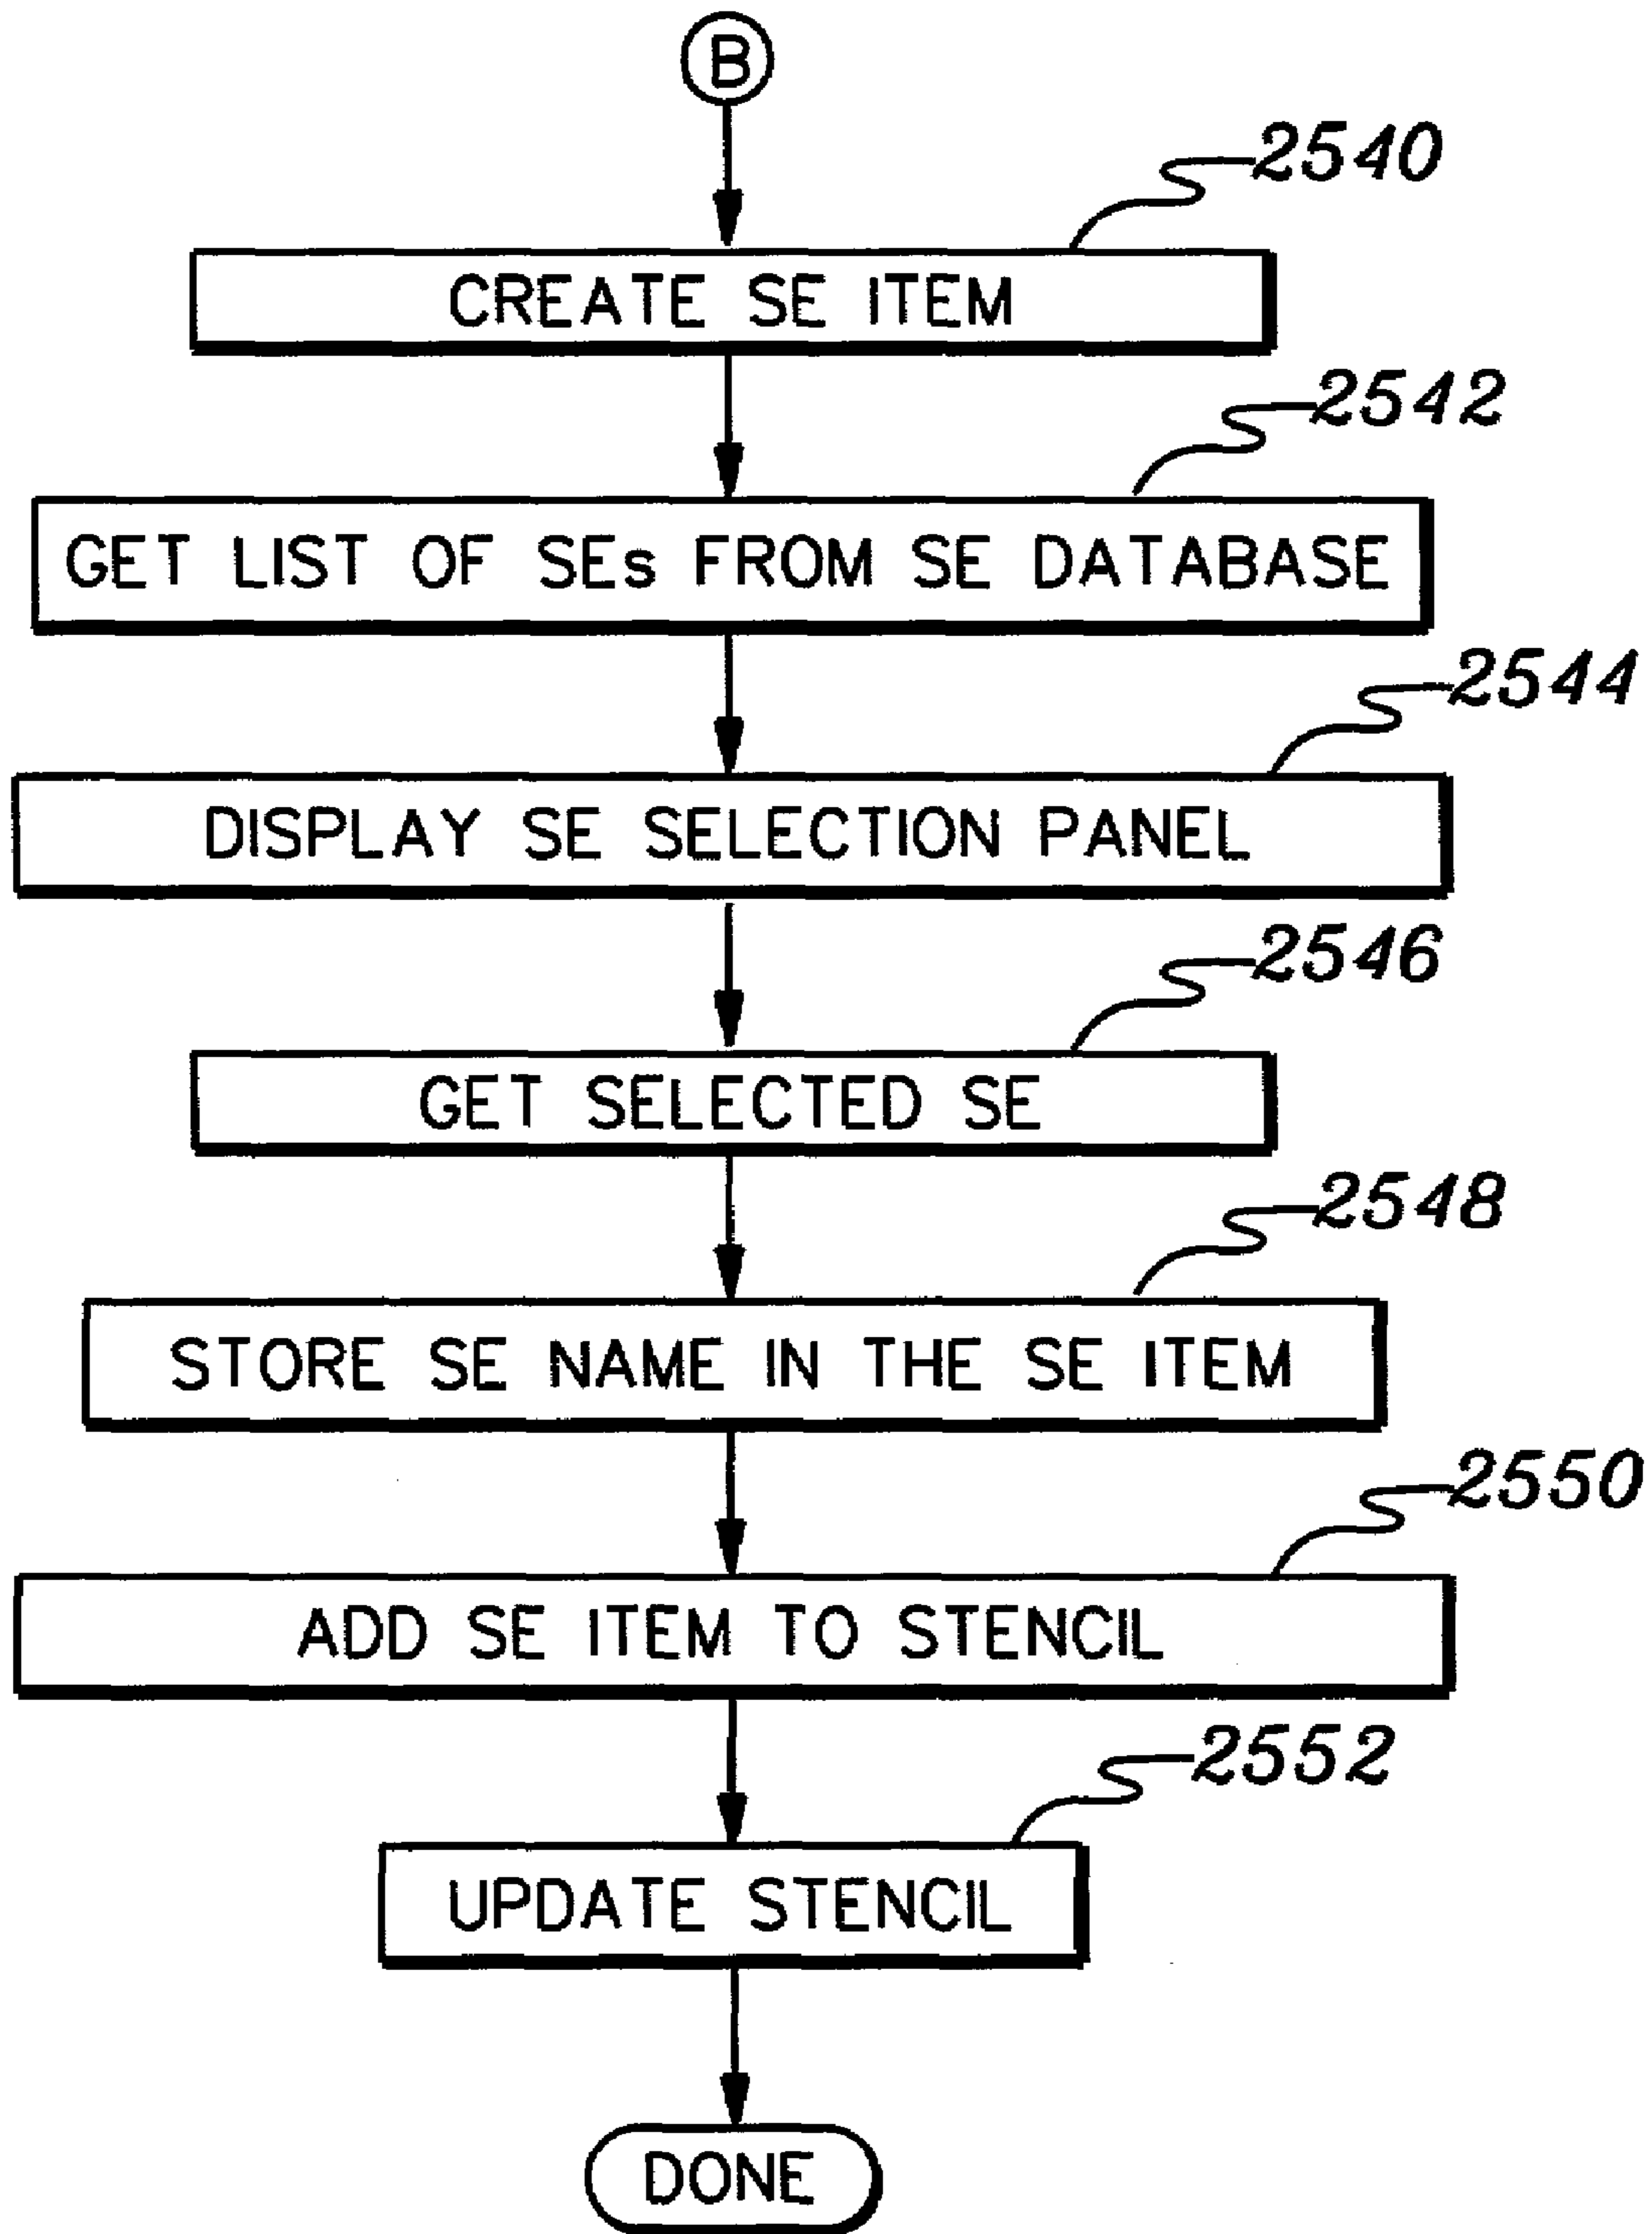 B
2540
CREATE SE ITEM
2542
GET LIST OF SEs FROM SE DATABASE
2544
DISPLAY SE SELECTION PANEL
2546
GET SELECTED SE
2548
STORE SE NAME IN THE SE ITEM
2550
ADD SE ITEM TO STENCIL
2552
UPDATE STENCIL
DONE